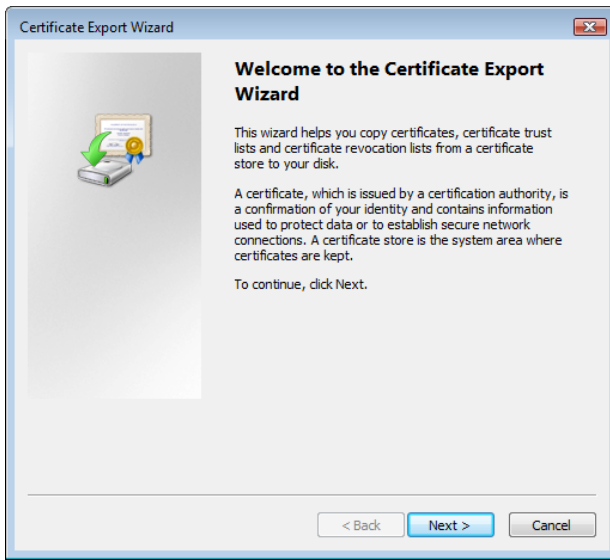 Certificate Export Wizard
Welcome to the Certificate Export
Wizard
This wizard helps you copy certificates, certificate trust
lists and certificate revocation lists from a certificate
store to your disk.
A certificate, which is issued by a certification authority, is
a confirmation of your identity and contains information
used to protect data or to establish secure network
connections. A certificate store is the system area where
certificates are kept.
To continue, click Next.
< Back
Next >
Cancel